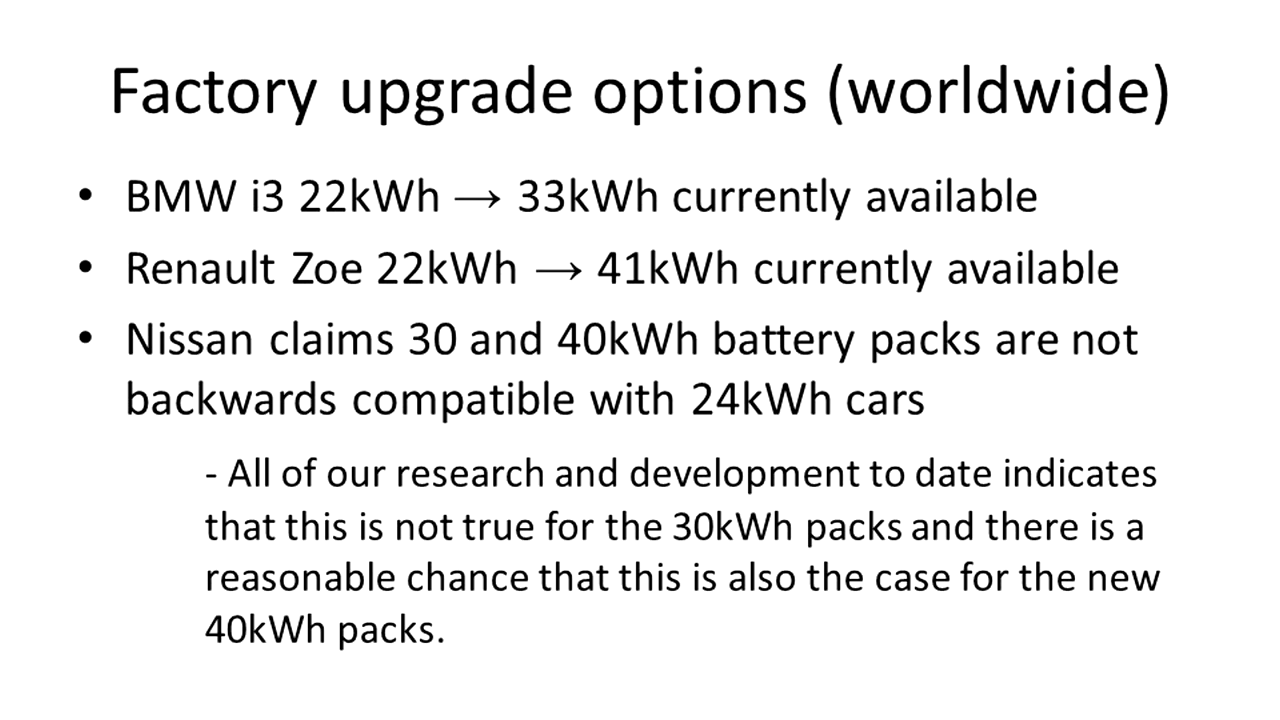 Factory upgrade options (worldwide)
• BMW i3 22kWh → 33kWh currently available
• Renault Zoe 22kWh → 41kWh currently available
• Nissan claims 30 and 40kWh battery packs are not
backwards compatible with 24kWh cars
- All of our research and development to date indicates
that this is not true for the 30kWh packs and there is a
reasonable chance that this is also the case for the new
40kWh packs.